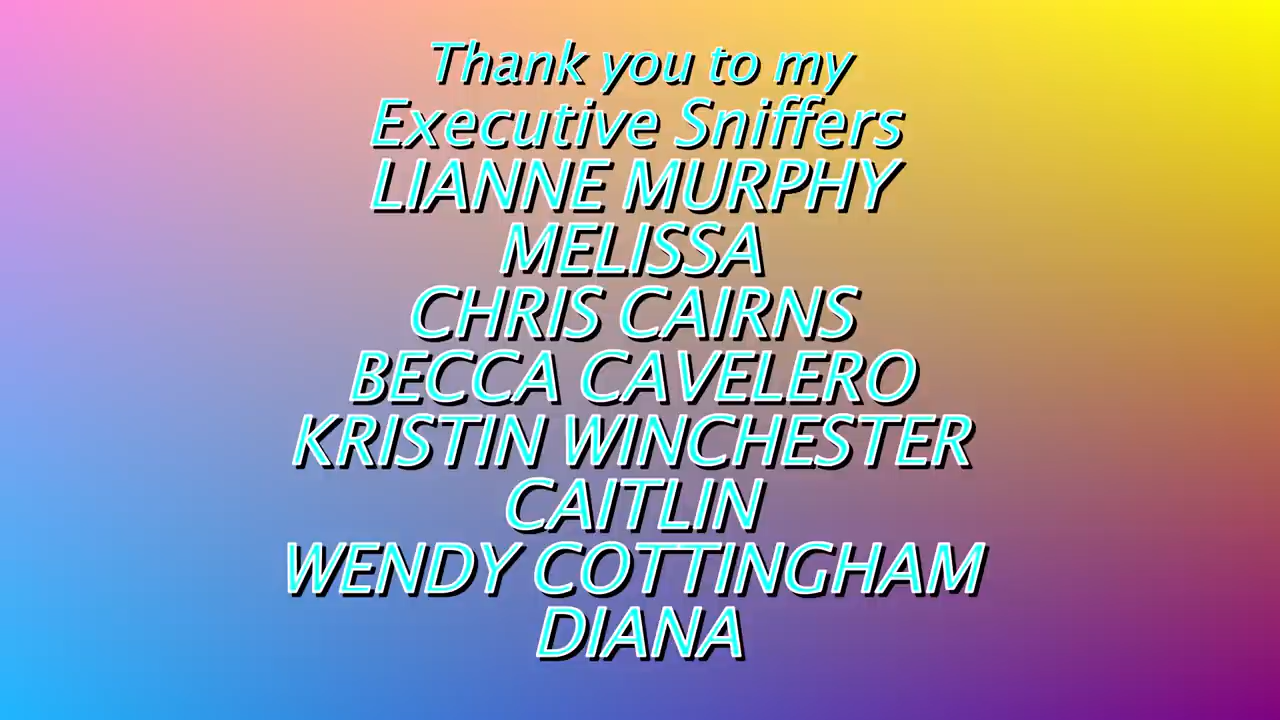 Thank you to my
Executive Sniffers
LIANNE MURPHY
MELISSA
CHRIS CAIRNS
BECCA CAVELERO
KRISTIN WINCHESTER
CAITLIN
WENDY COTTINGHAM
DIANA